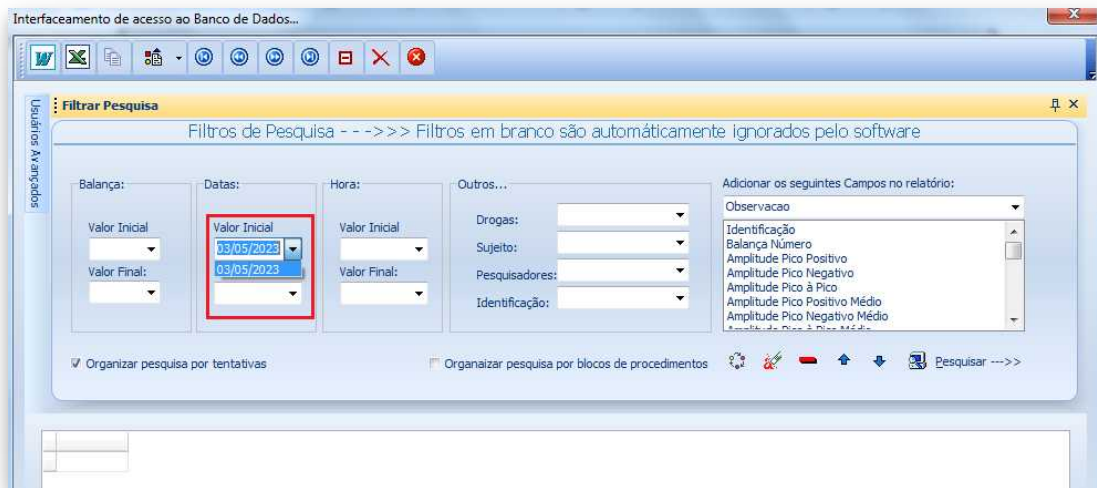 Interfaceamento de acesso ao Banco de Dados...
Usuários Avançados
Filtrar Pesquisa
Filtros de Pesquisa - - ->>> Filtros em branco são automáticamente ignorados pelo software
Balança:
Valor Inicial
Valor Final:
Datas:
Valor Inicial
03/05/2023
03/05/2023
Hora:
Valor Inicial
Valor Final:
Outros...
Drogas:
Sujeito:
Pesquisadores:
Identificação:
Adicionar os seguintes Campos no relatório:
Observacao
Identificação
Balança Número
Amplitude Pico Positivo
Amplitude Pico Negativo
Amplitude Pico à Pico
Amplitude Pico Positivo Médio
Amplitude Pico Negativo Médio
Amplitude Pico à Pico Médio
Organizar pesquisa por tentativas
Organaizar pesquisa por blocos de procedimentos
Pesquisar --->>